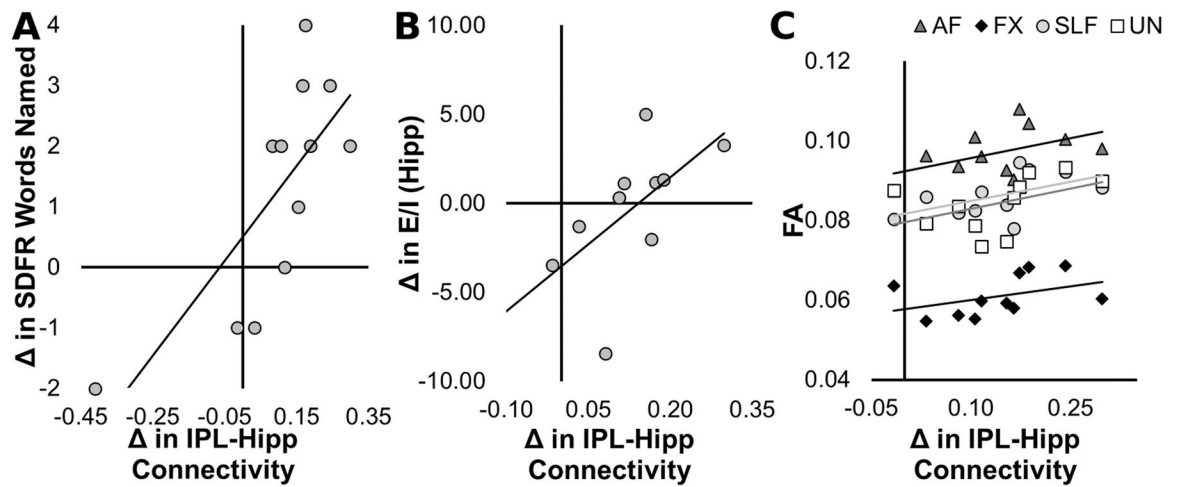 A
Δ in SDFR Words Named
4
3
2
1
0
-1
-2
-0.45 -0.25 -0.05 0.15 0.35
Δ in IPL-Hipp
Connectivity
B
Δ in E/I (Hipp)
10.00
5.00
0.00
-5.00
-10.00
-0.10 0.05 0.20 0.35
Δ in IPL-Hipp
Connectivity
C
AF FX SLF UN
FA
0.12
0.10
0.08
0.06
0.04
-0.05 0.10 0.25
Δ in IPL-Hipp
Connectivity